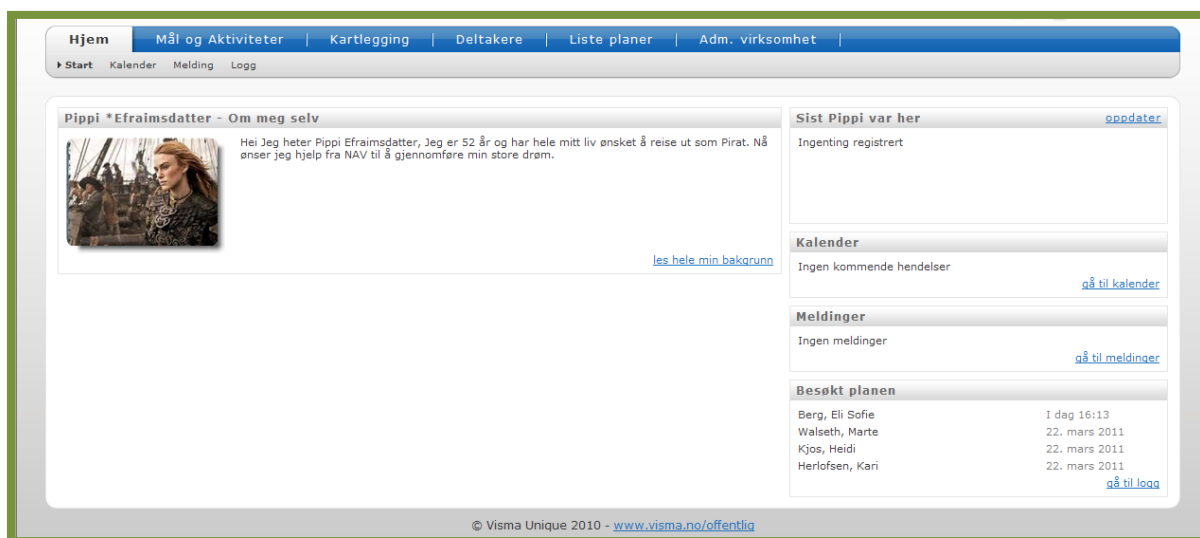 Hjem Mål og Aktiviteter | Kartlegging | Deltakere | Liste planer | Adm. virksomhet |
Start Kalender Melding Logg
Pippi *Efraimsdatter - Om meg selv
Hei Jeg heter Pippi Efraimsdatter, Jeg er 52 år og har hele mitt liv ønsket å reise ut som Pirat. Nå
ønser jeg hjelp fra NAV til å gjennomføre min store drøm.
les hele min bakgrunn
Sist Pippi var her oppdater
Ingenting registrert
Kalender
Ingen kommende hendelser
gå til kalender
Meldinger
Ingen meldinger
gå til meldinger
Besøkt planen
Berg, Eli Sofie I dag 16:13
Walseth, Marte 22. mars 2011
Kjos, Heidi 22. mars 2011
Herlofsen, Kari 22. mars 2011
gå til logg
© Visma Unique 2010 - www.visma.no/offentlig